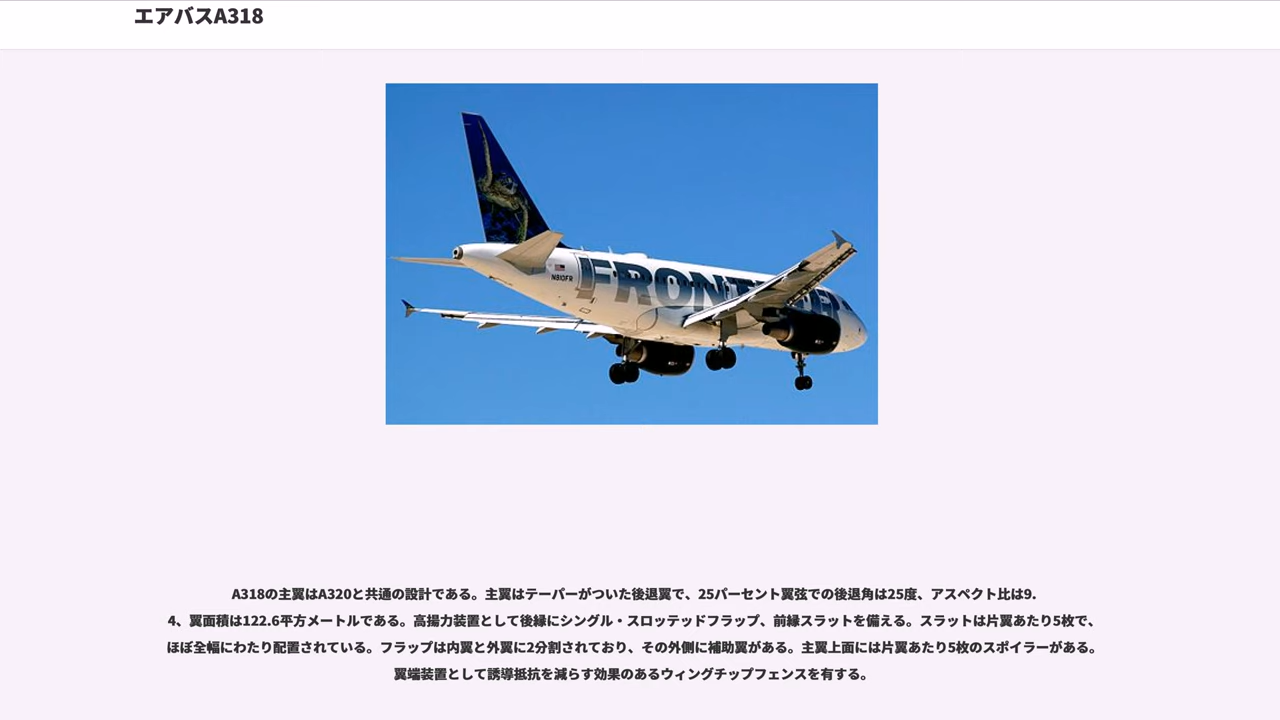 エアバスA318
FRONTIER
N810FR
A318の主翼はA320と共通の設計である。主翼はテーパーがついた後退翼で、25パーセント翼弦での後退角は25度、アスペクト比は9.
4、翼面積は122.6平方メートルである。高揚力装置として後縁にシングル・スロッテッドフラップ、前縁スラットを備える。スラットは片翼あたり5枚で、
ほぼ全幅にわたり配置されている。フラップは内翼と外翼に2分割されており、その外側に補助翼がある。主翼上面には片翼あたり5枚のスポイラーがある。
翼端装置として誘導抵抗を減らす効果のあるウィングチップフェンスを有する。